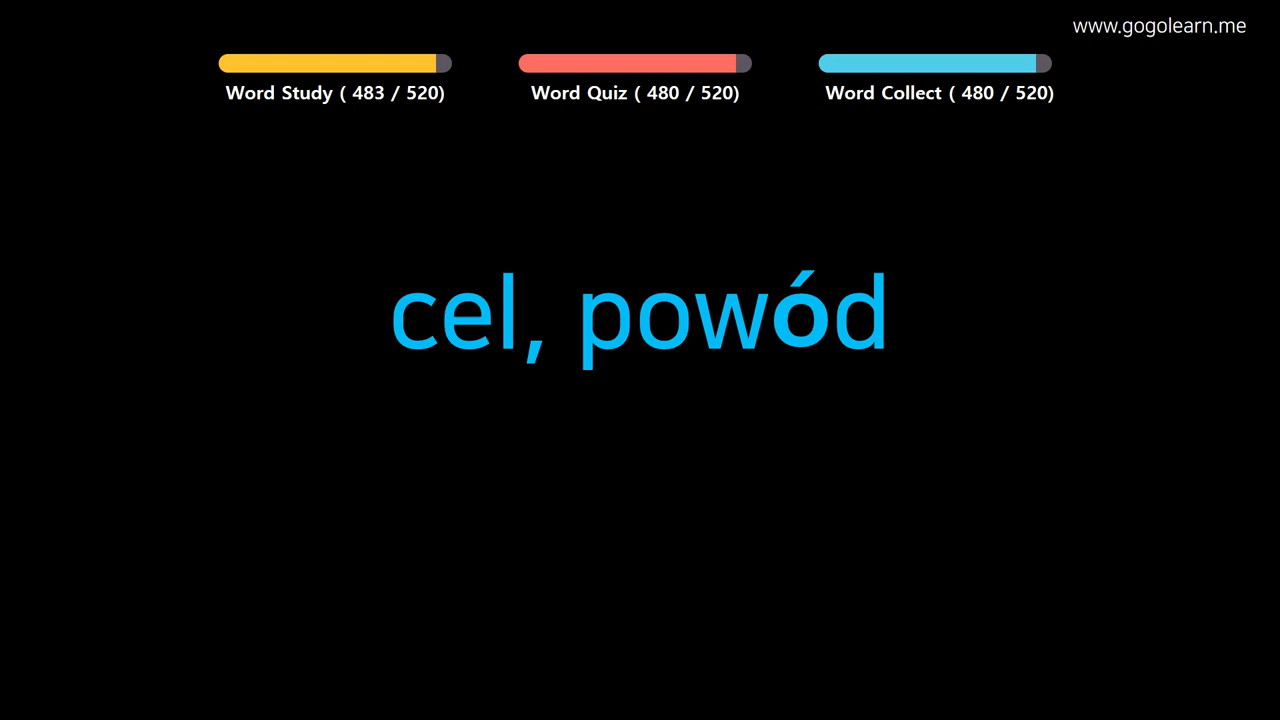 www.gogolearn.me
Word Study ( 483 / 520)
Word Quiz ( 480 / 520)
Word Collect ( 480 / 520)
cel, powód